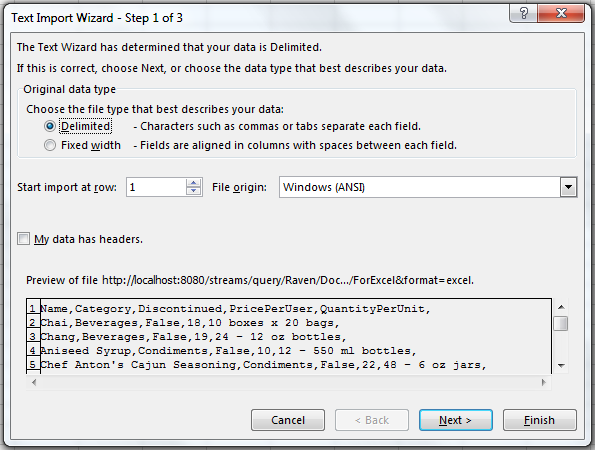 Text Import Wizard - Step 1 of 3
The Text Wizard has determined that your data is Delimited.
If this is correct, choose Next, or choose the data type that best describes your data.
Original data type
Choose the file type that best describes your data:
Delimited - Characters such as commas or tabs separate each field.
Fixed width - Fields are aligned in columns with spaces between each field.
Start import at row: 1 File origin: Windows (ANSI)
My data has headers.
Preview of file http://localhost:8080/streams/query/Raven/Doc.../ForExcel&format=excel.
1 Name,Category,Discontinued,PricePerUser,QuantityPerUnit,
2 Chai,Beverages,False,18,10 boxes x 20 bags,
3 Chang,Beverages,False,19,24 - 12 oz bottles,
4 Aniseed Syrup,Condiments,False,10,12 - 550 ml bottles,
5 Chef Anton's Cajun Seasoning,Condiments,False,22,48 - 6 oz jars,
Cancel < Back Next > Finish